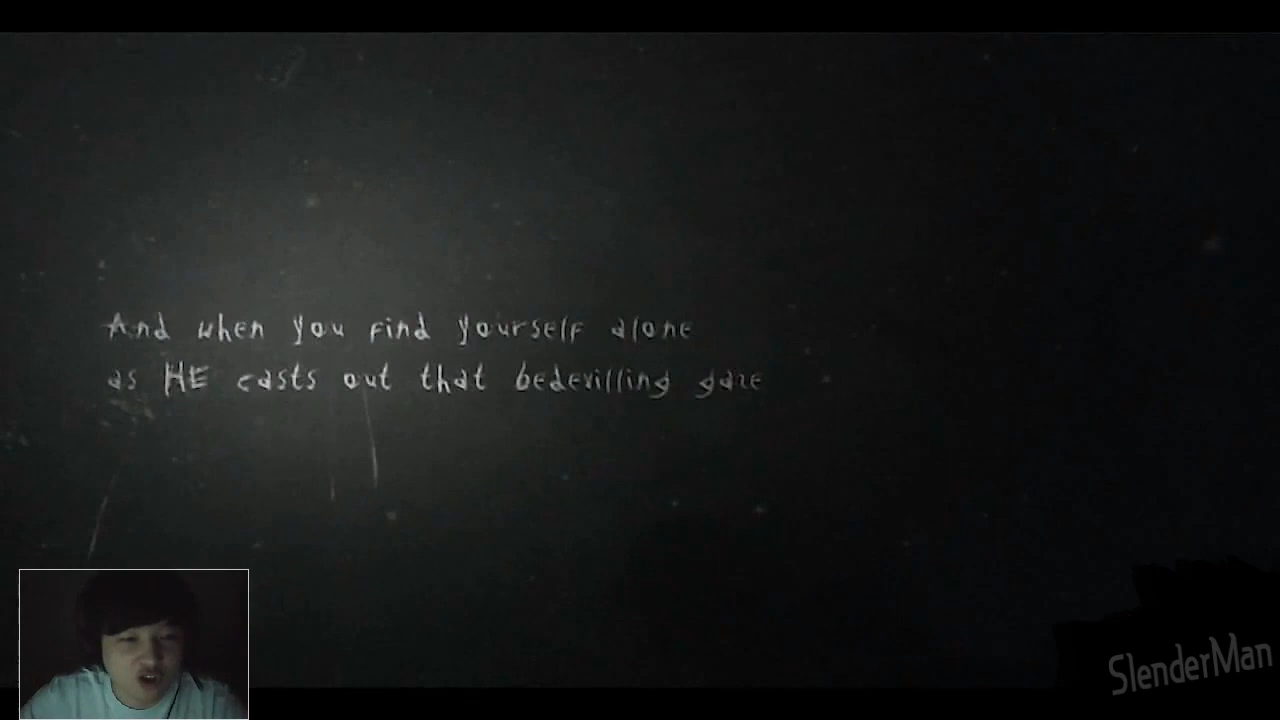 And when you find yourself alone
as HE casts out that bedevilling gaze
SlenderMan